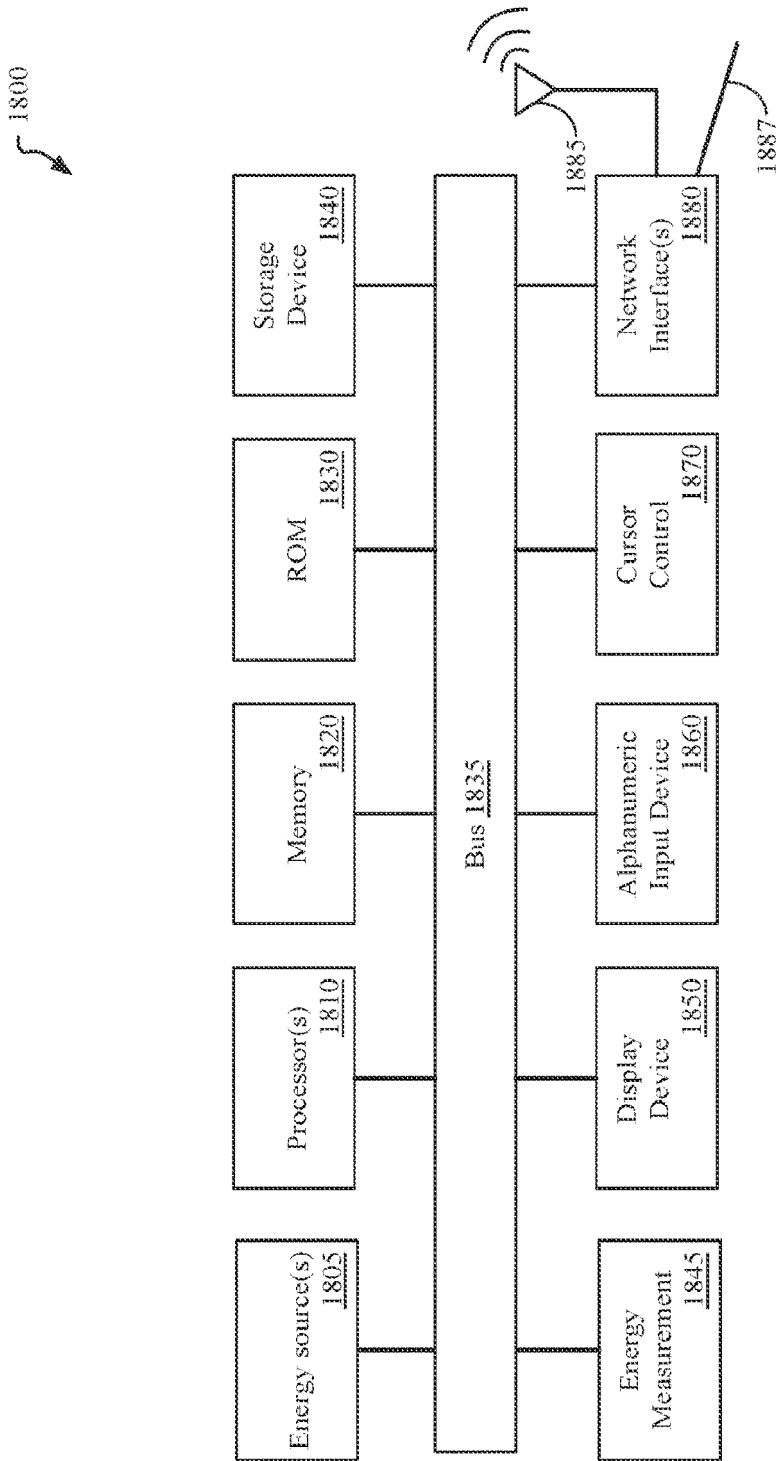 1800
Energy source(s)
1805
Processor(s)
1810
Memory
1820
ROM
1830
Storage
Device
1840
Bus 1835
Energy
Measurement
1845
Display
Device
1850
Alphanumeric
Input Device
1860
Cursor
Control
1870
Network
Interface(s)
1880
1885
1887